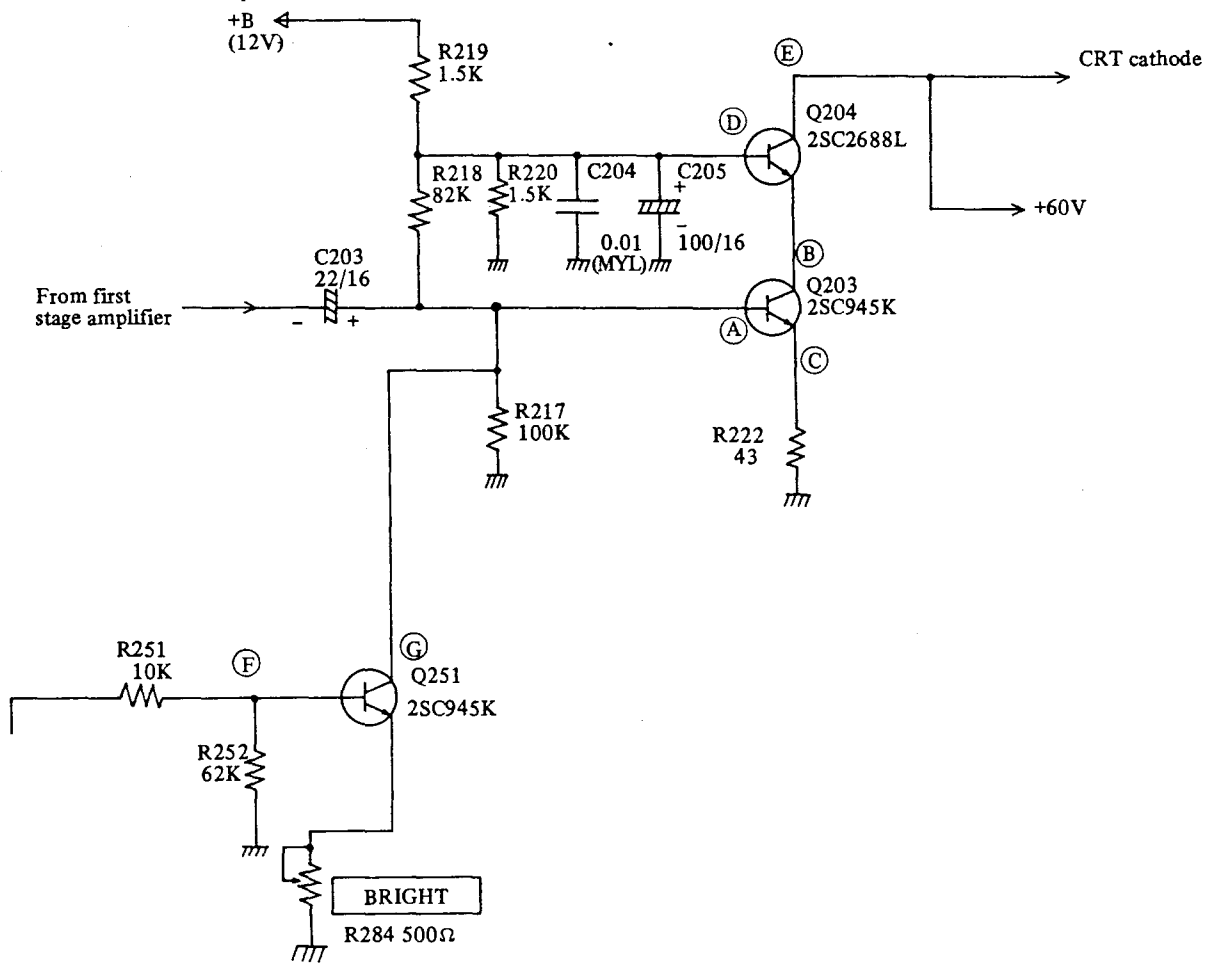 +B
(12V)
R219
1.5K
E
CRT cathode
D
Q204
2SC2688L
R218
82K
R220
1.5K
C204
C205
+
−
+60V
0.01
(MYL)
100/16
B
C203
22/16
Q203
2SC945K
From first
stage amplifier
−
+
A
C
R217
100K
R222
43
R251
10K
F
G
Q251
2SC945K
R252
62K
BRIGHT
R284 500Ω